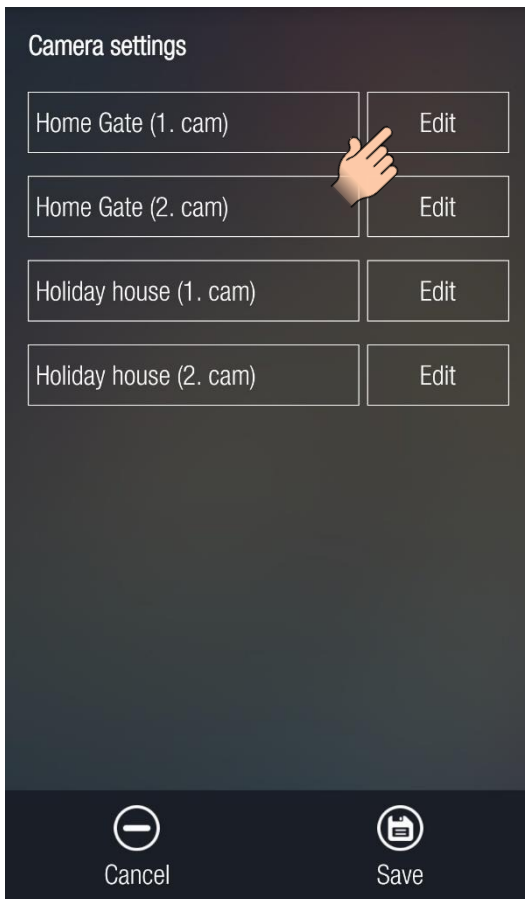 Camera settings
Home Gate (1. cam) Edit
Home Gate (2. cam) Edit
Holiday house (1. cam) Edit
Holiday house (2. cam) Edit
Cancel Save